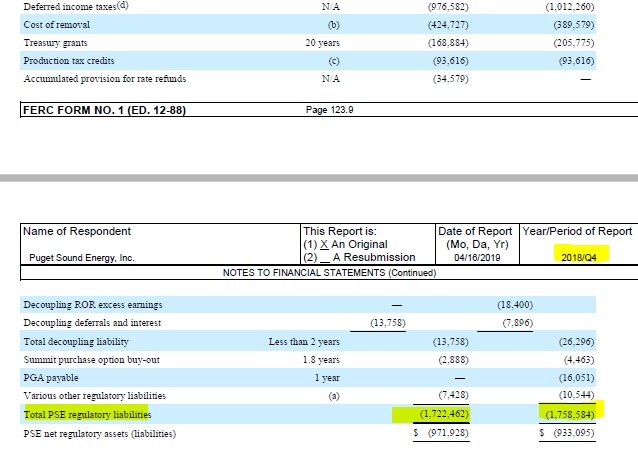 Deferred income taxes(d) N/A (976,582) (1,012,260)
Cost of removal (b) (424,727) (389,579)
Treasury grants 20 years (168,884) (205,775)
Production tax credits (c) (93,616) (93,616)
Accumulated provision for rate refunds N/A (34,579) —
FERC FORM NO. 1 (ED. 12-88) Page 123.9
Name of Respondent This Report is: Date of Report Year/Period of Report
(1) X An Original (Mo, Da, Yr)
Puget Sound Energy, Inc. (2) _ A Resubmission 04/16/2019 2018/Q4
NOTES TO FINANCIAL STATEMENTS (Continued)
Decoupling ROR excess earnings — (18,400)
Decoupling deferrals and interest (13,758) (7,896)
Total decoupling liability Less than 2 years (13,758) (26,296)
Summit purchase option buy-out 1.8 years (2,888) (4,463)
PGA payable 1 year — (16,051)
Various other regulatory liabilities (a) (7,428) (10,544)
Total PSE regulatory liabilities (1,722,462) (1,758,584)
PSE net regulatory assets (liabilities) $ (971,928) $ (933,095)